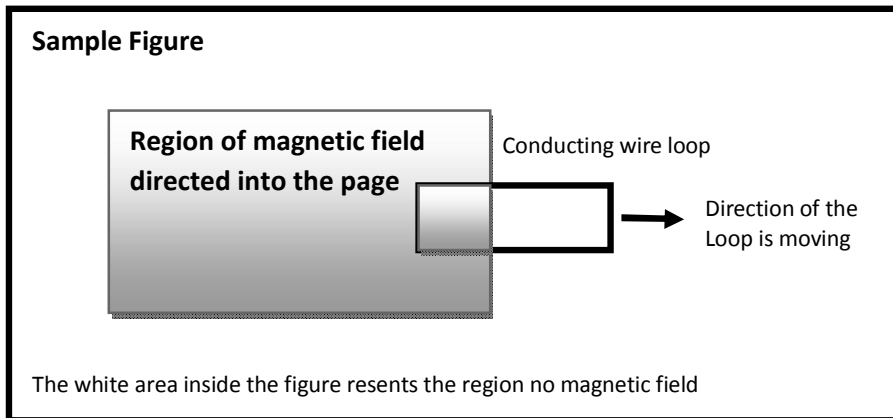 Sample Figure
Region of magnetic field
directed into the page
Conducting wire loop
Direction of the
Loop is moving
The white area inside the figure resents the region no magnetic field